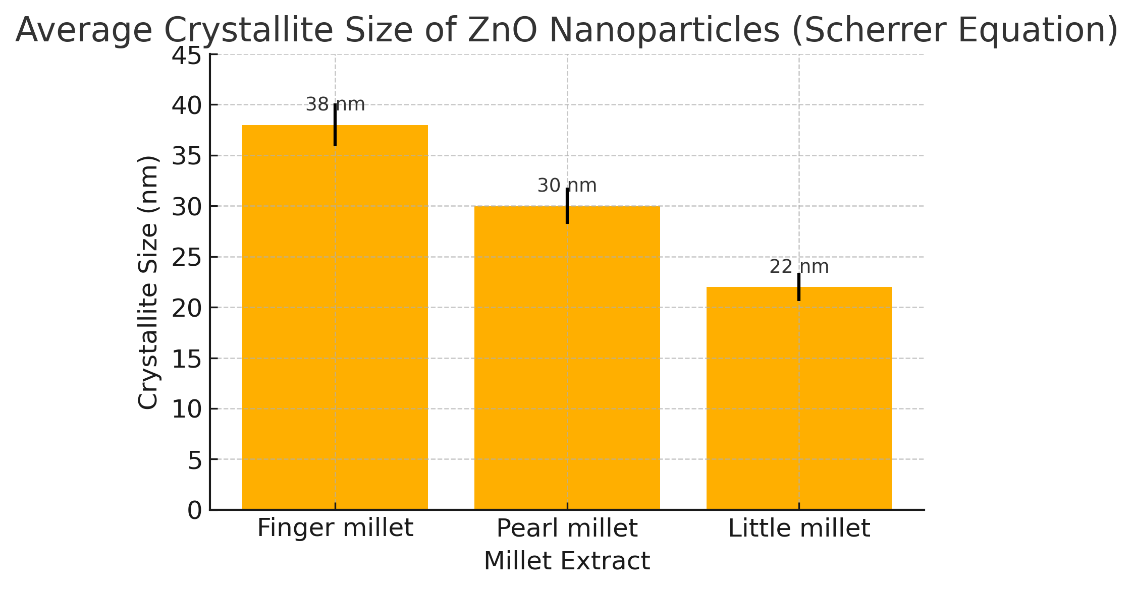 Average Crystallite Size of ZnO Nanoparticles (Scherrer Equation)
45
40
35
30
25
20
15
10
5
0
Crystallite Size (nm)
38 nm
30 nm
22 nm
Finger millet
Pearl millet
Little millet
Millet Extract